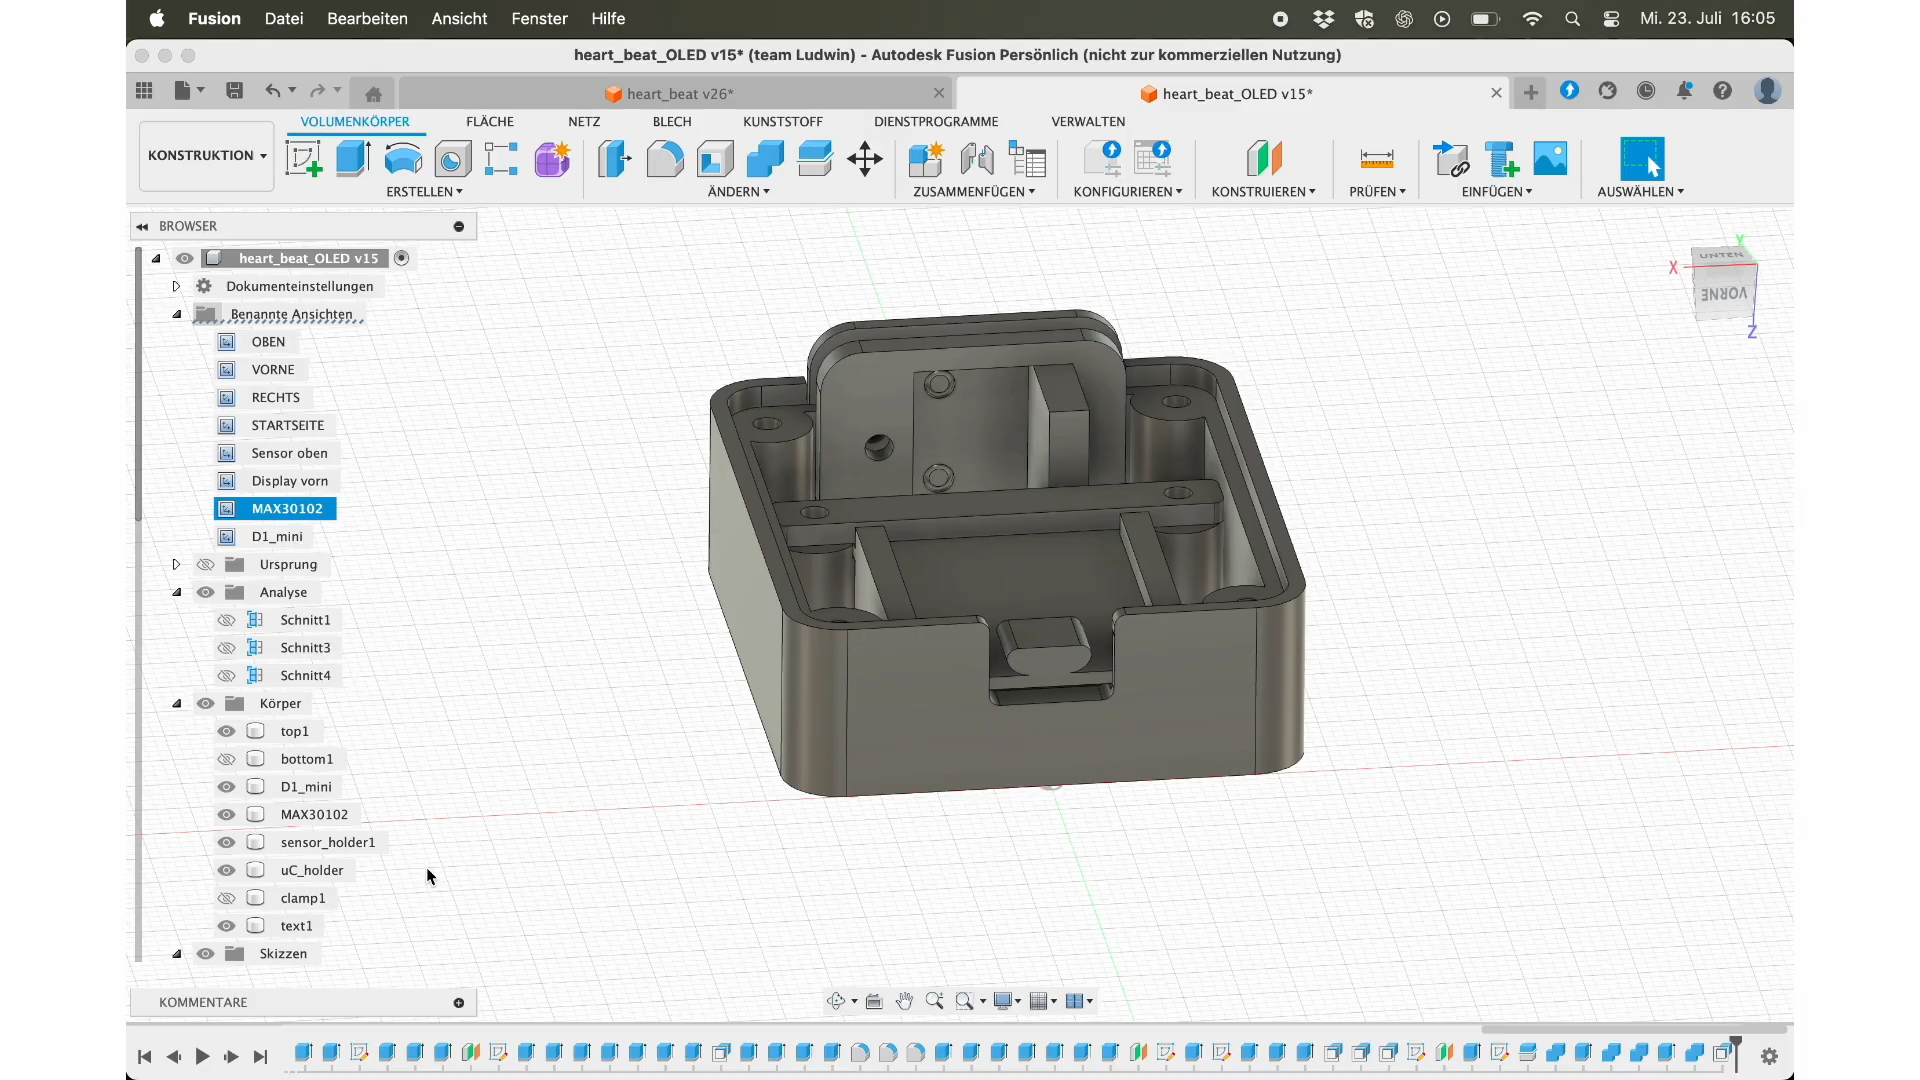 Fusion Datei Bearbeiten Ansicht Fenster Hilfe Mi. 23. Juli 16:05
heart_beat_OLED v15* (team Ludwin) - Autodesk Fusion Persönlich (nicht zur kommerziellen Nutzung)
heart_beat v26* heart_beat_OLED v15*
VOLUMENKÖRPER FLÄCHE NETZ BLECH KUNSTSTOFF DIENSTPROGRAMME VERWALTEN
KONSTRUKTION
ERSTELLEN ÄNDERN ZUSAMMENFÜGEN KONFIGURIEREN KONSTRUIEREN PRÜFEN EINFÜGEN AUSWÄHLEN
BROWSER
heart_beat_OLED v15
Dokumenteinstellungen
Benannte Ansichten
OBEN
VORNE
RECHTS
STARTSEITE
Sensor oben
Display vorn
MAX30102
D1_mini
Ursprung
Analyse
Schnitt1
Schnitt3
Schnitt4
Körper
top1
bottom1
D1_mini
MAX30102
sensor_holder1
uC_holder
clamp1
text1
Skizzen
KOMMENTARE
Y
X
UNTEN
VORNE
Z